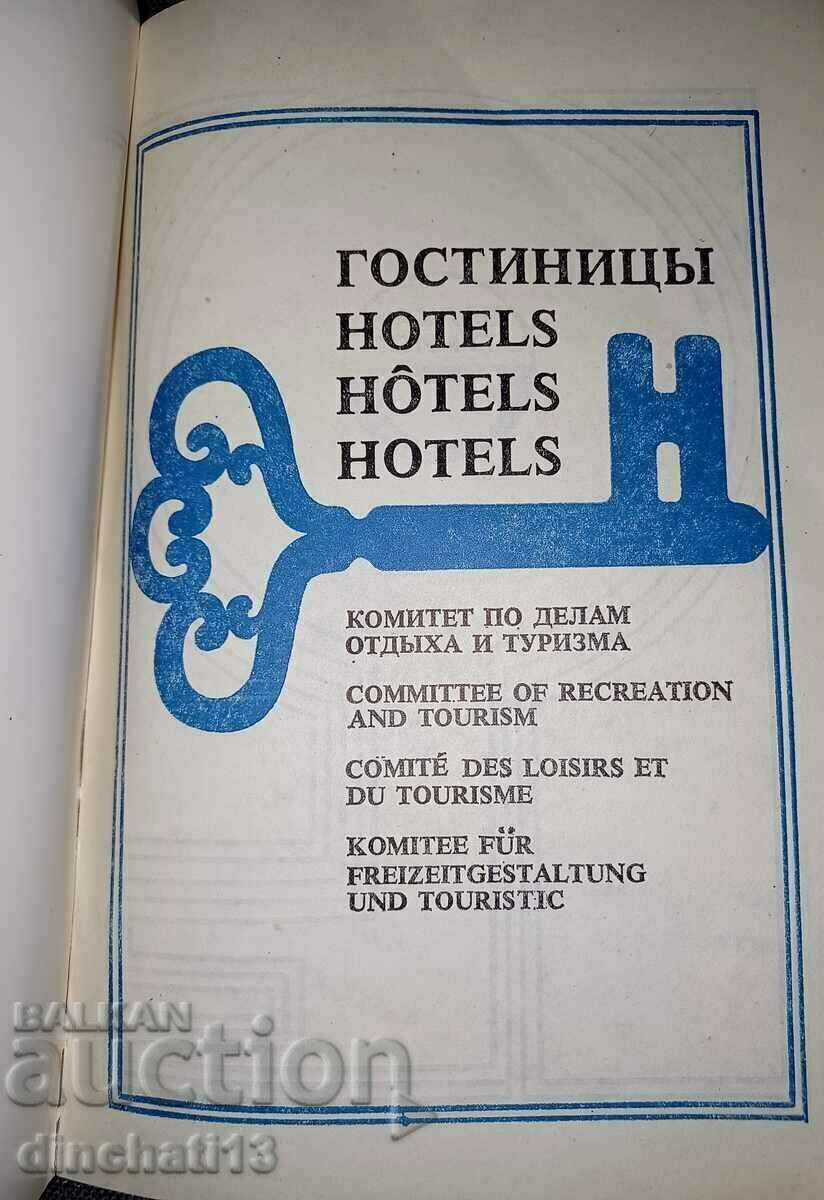 ГОСТИНИЦЫ
HOTELS
HÔTELS
HOTELS
КОМИТЕТ ПО ДЕЛАМ
ОТДЫХА И ТУРИЗМА
COMMITTEE OF RECREATION
AND TOURISM
COMITÉ DES LOISIRS ET
DU TOURISME
KOMITEE FÜR
FREIZEITGESTALTUNG
UND TOURISTIC
BALKAN
auction
dinchati13